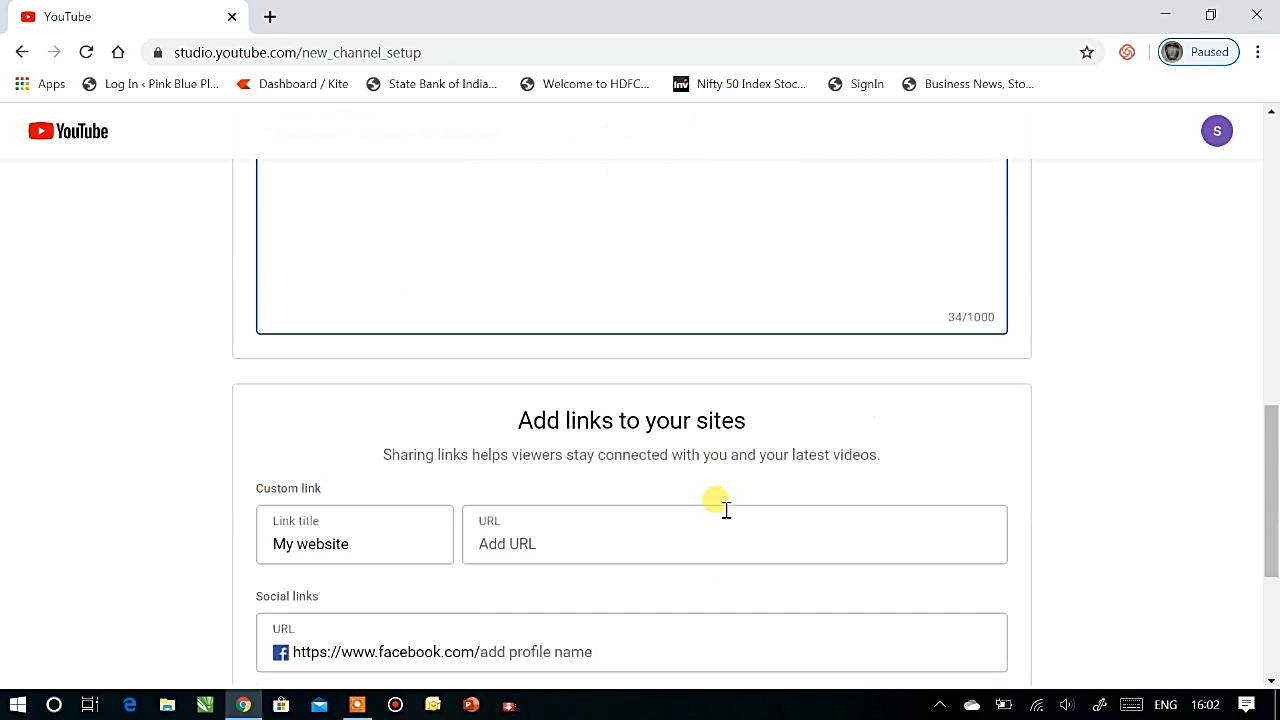 YouTube
studio.youtube.com/new_channel_setup
Paused
Apps
Log In ‹ Pink Blue Pl...
Dashboard / Kite
State Bank of India...
Welcome to HDFC...
Inv
Nifty 50 Index Stoc...
SignIn
Business News, Sto...
YouTube
S
34/1000
Add links to your sites
Sharing links helps viewers stay connected with you and your latest videos.
Custom link
Link title
My website
URL
Add URL
Social links
URL
https://www.facebook.com/add profile name
ENG
16:02